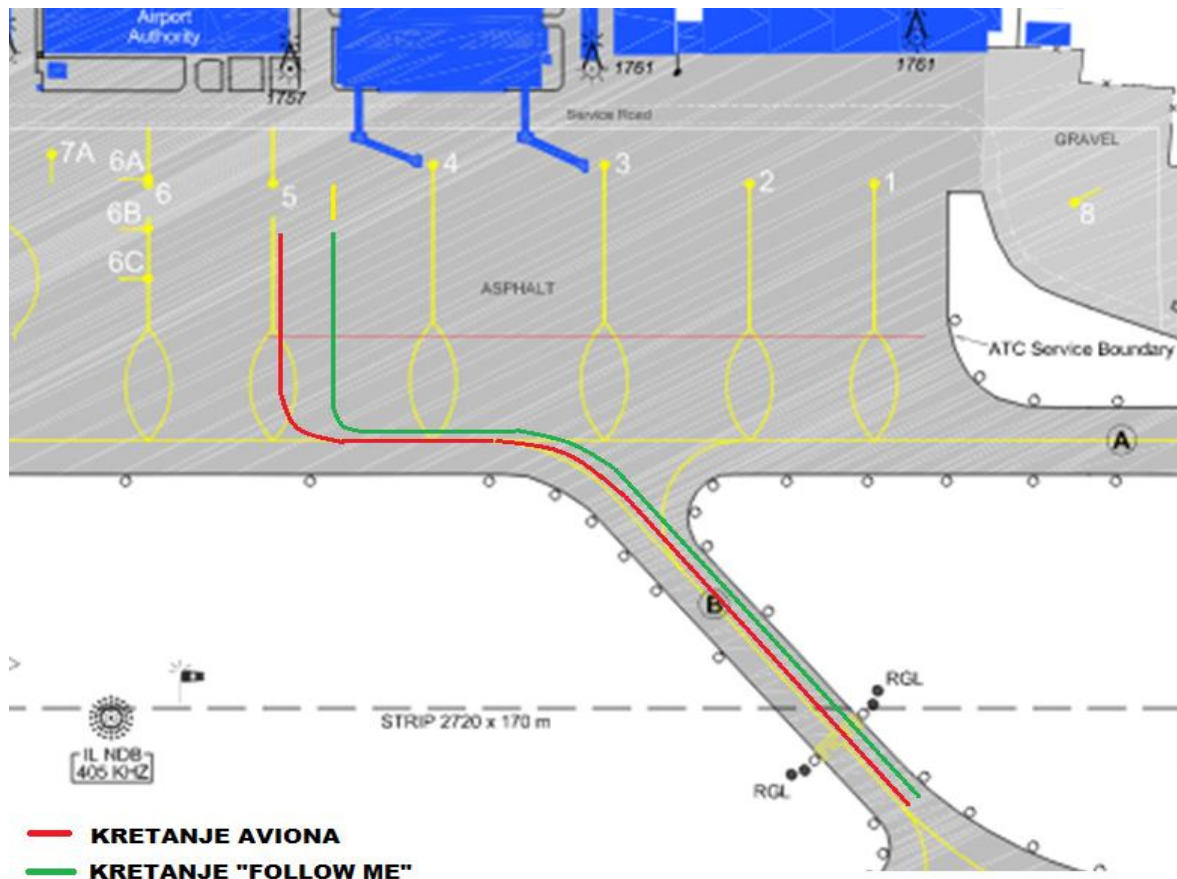 Airport
Authority
1757
1761
1761
Service Road
GRAVEL
7A
6A
6
5
4
3
2
1
8
6B
6C
ASPHALT
ATC Service Boundary
A
B
RGL
STRIP 2720 x 170 m
IL NDB
405 KHZ
RGL
KRETANJE AVIONA
KRETANJE "FOLLOW ME"